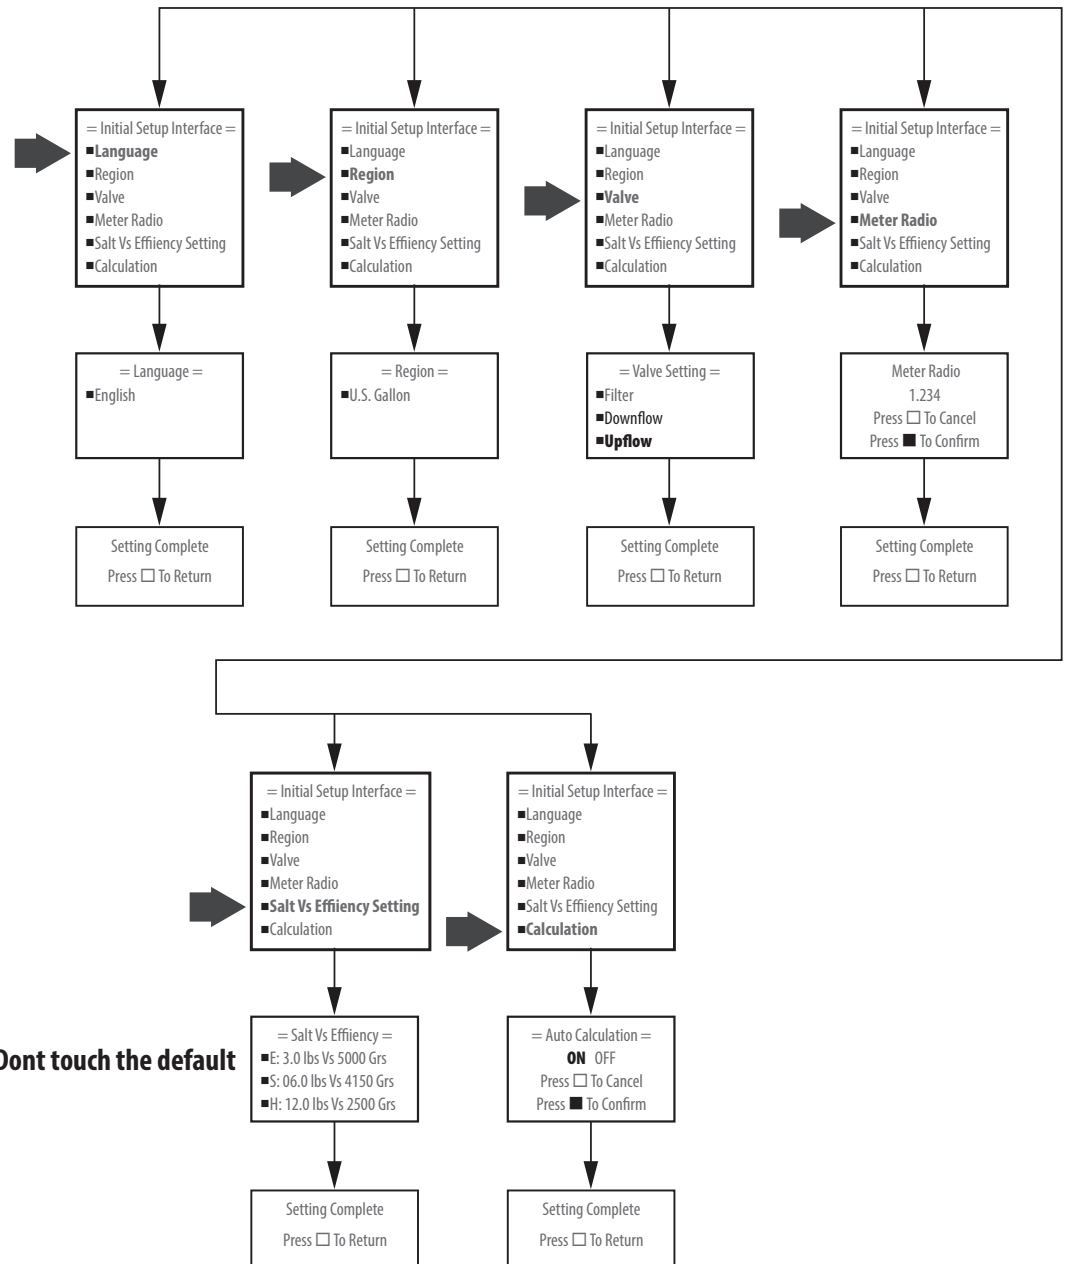 = Initial Setup Interface =
■Language
■Region
■Valve
■Meter Radio
■Salt Vs Effiiency Setting
■Calculation
= Initial Setup Interface =
■Language
■Region
■Valve
■Meter Radio
■Salt Vs Effiiency Setting
■Calculation
= Initial Setup Interface =
■Language
■Region
■Valve
■Meter Radio
■Salt Vs Effiiency Setting
■Calculation
= Initial Setup Interface =
■Language
■Region
■Valve
■Meter Radio
■Salt Vs Effiiency Setting
■Calculation
= Language =
■English
= Region =
■U.S. Gallon
= Valve Setting =
■Filter
■Downflow
■Upflow
Meter Radio
1.234
Press □ To Cancel
Press ■ To Confirm
Setting Complete
Press □ To Return
Setting Complete
Press □ To Return
Setting Complete
Press □ To Return
Setting Complete
Press □ To Return
= Initial Setup Interface =
■Language
■Region
■Valve
■Meter Radio
■Salt Vs Effiiency Setting
■Calculation
= Initial Setup Interface =
■Language
■Region
■Valve
■Meter Radio
■Salt Vs Effiiency Setting
■Calculation
Dont touch the default
= Salt Vs Effiiency =
■E: 3.0 lbs Vs 5000 Grs
■S: 06.0 lbs Vs 4150 Grs
■H: 12.0 lbs Vs 2500 Grs
= Auto Calculation =
ON OFF
Press □ To Cancel
Press ■ To Confirm
Setting Complete
Press □ To Return
Setting Complete
Press □ To Return